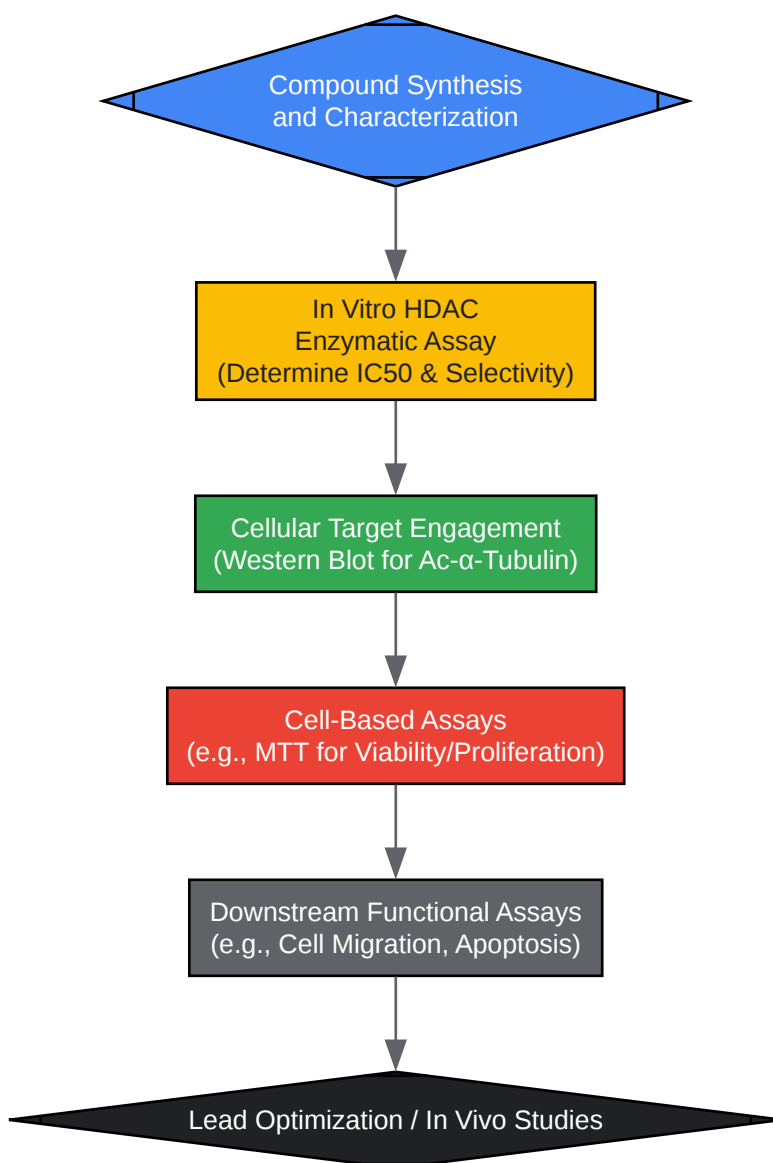 Compound Synthesis
and Characterization
In Vitro HDAC
Enzymatic Assay
(Determine IC50 & Selectivity)
Cellular Target Engagement
(Western Blot for Ac-α-Tubulin)
Cell-Based Assays
(e.g., MTT for Viability/Proliferation)
Downstream Functional Assays
(e.g., Cell Migration, Apoptosis)
Lead Optimization / In Vivo Studies